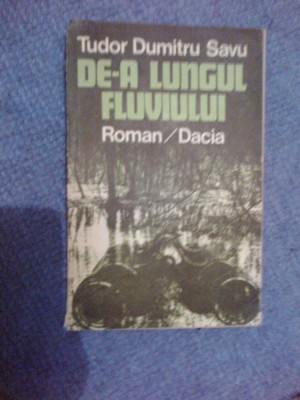 Tudor Dumitru Savu
DE-A LUNGUL
FLUVIULUI
Roman/Dacia